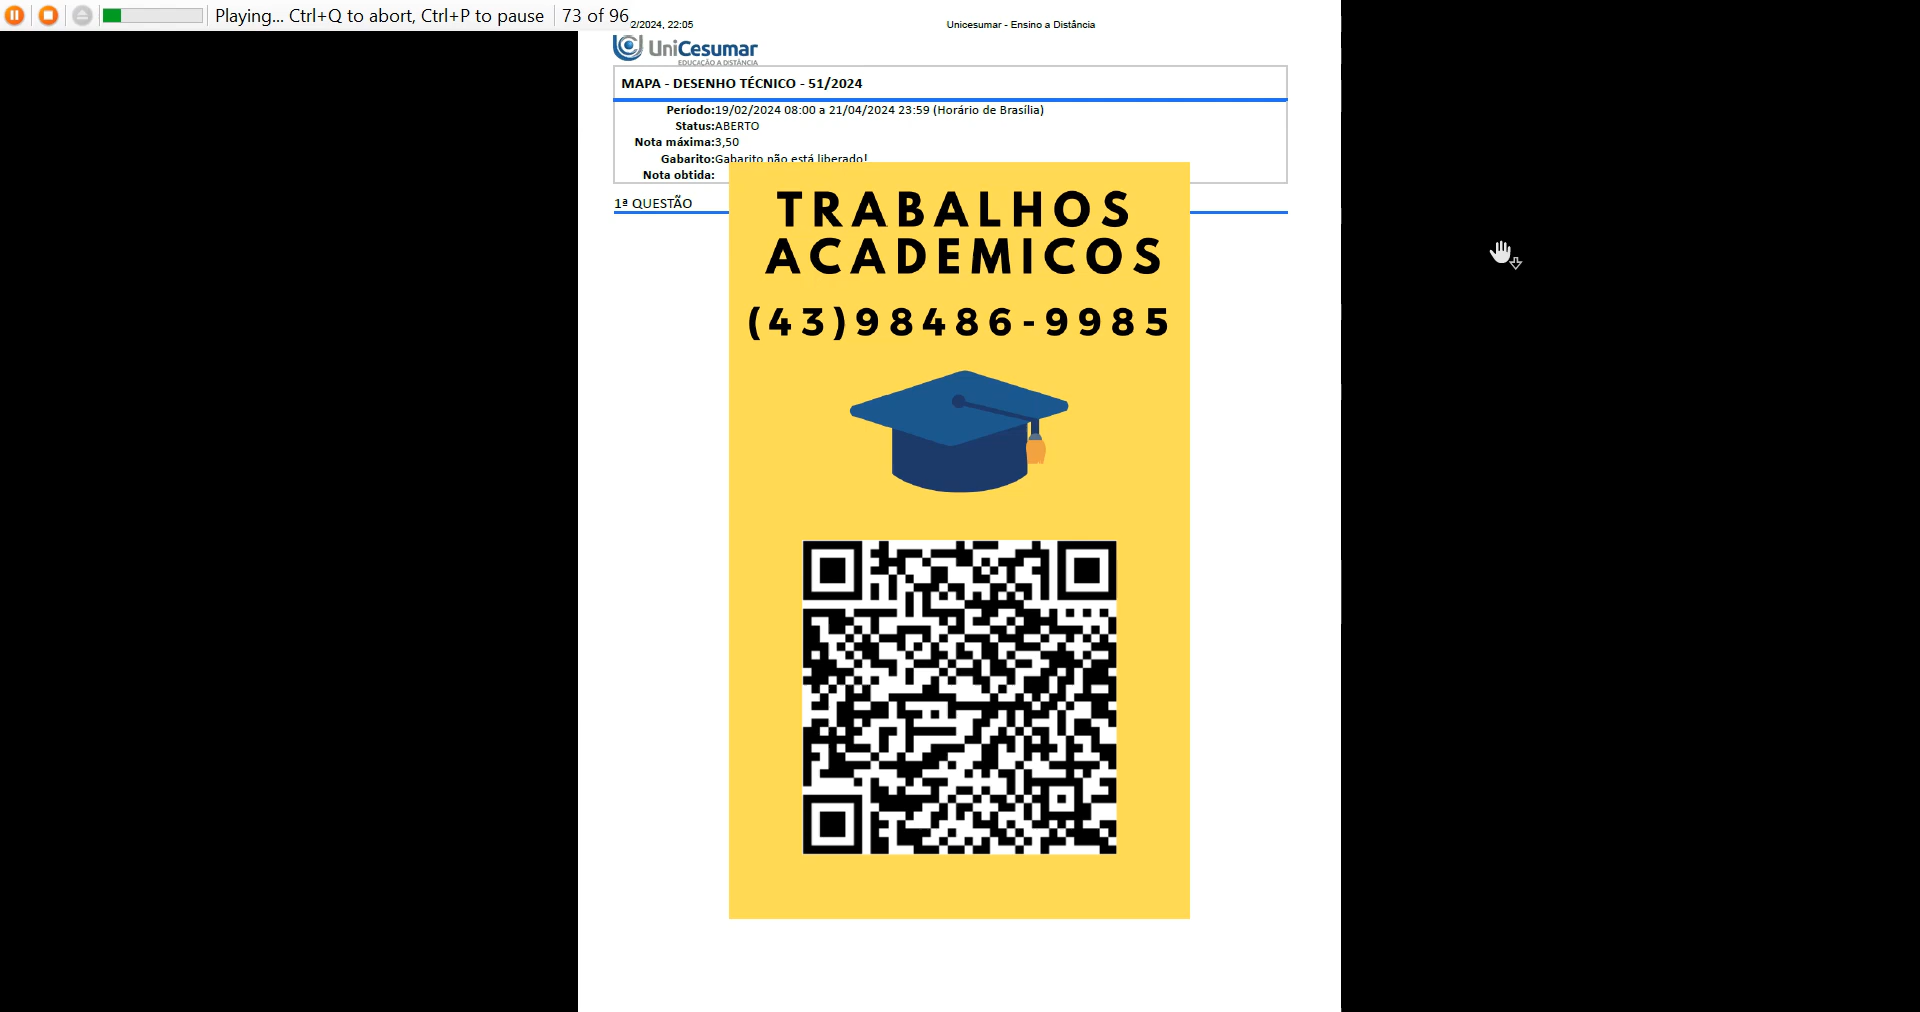 Playing... Ctrl+Q to abort, Ctrl+P to pause 73 of 96
2/2024, 22:05 Unicesumar - Ensino a Distância
UniCesumar
EDUCAÇÃO A DISTÂNCIA
MAPA - DESENHO TÉCNICO - 51/2024
Período:19/02/2024 08:00 a 21/04/2024 23:59 (Horário de Brasília)
Status:ABERTO
Nota máxima:3,50
Gabarito:Gabarito não está liberado!
Nota obtida:
1ª QUESTÃO
TRABALHOS
ACADEMICOS
(43)98486-9985